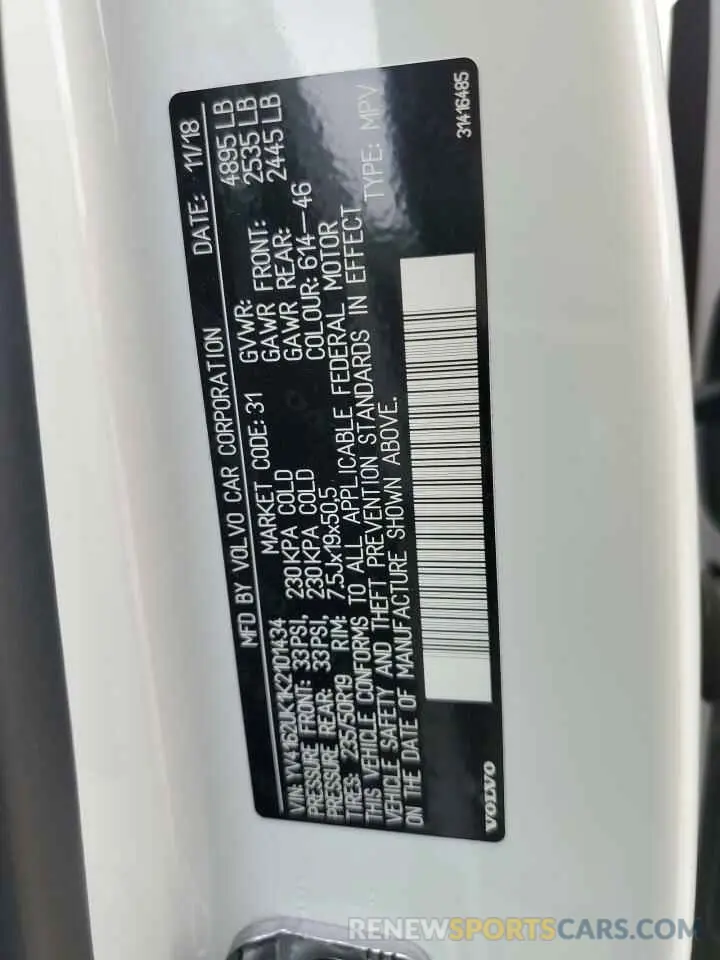 MFD BY VOLVO CAR CORPORATION DATE: 11/18
VIN: YV4162UK1K2101434 MARKET CODE: 31 GVWR: 4895 LB
PRESSURE FRONT: 33PSI, 230KPA COLD GAWR FRONT: 2535 LB
PRESSURE REAR: 33PSI, 230KPA COLD GAWR REAR: 2445 LB
TIRES: 235/50R19 RIM: 7.5Jx19x50,5 COLOUR: 614-46
THIS VEHICLE CONFORMS TO ALL APPLICABLE FEDERAL MOTOR
VEHICLE SAFETY AND THEFT PREVENTION STANDARDS IN EFFECT
ON THE DATE OF MANUFACTURE SHOWN ABOVE. TYPE: MPV
VOLVO 31416485
RENEWSPORTSCARS.COM